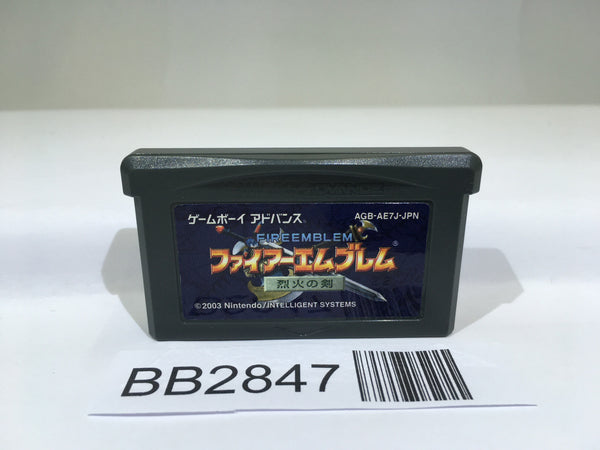 ゲームボーイ アドバンス
AGB-AE7J-JPN
FIREEMBLEM
ファイアーエムブレム
烈火の剣
©2003 Nintendo/INTELLIGENT SYSTEMS
BB2847